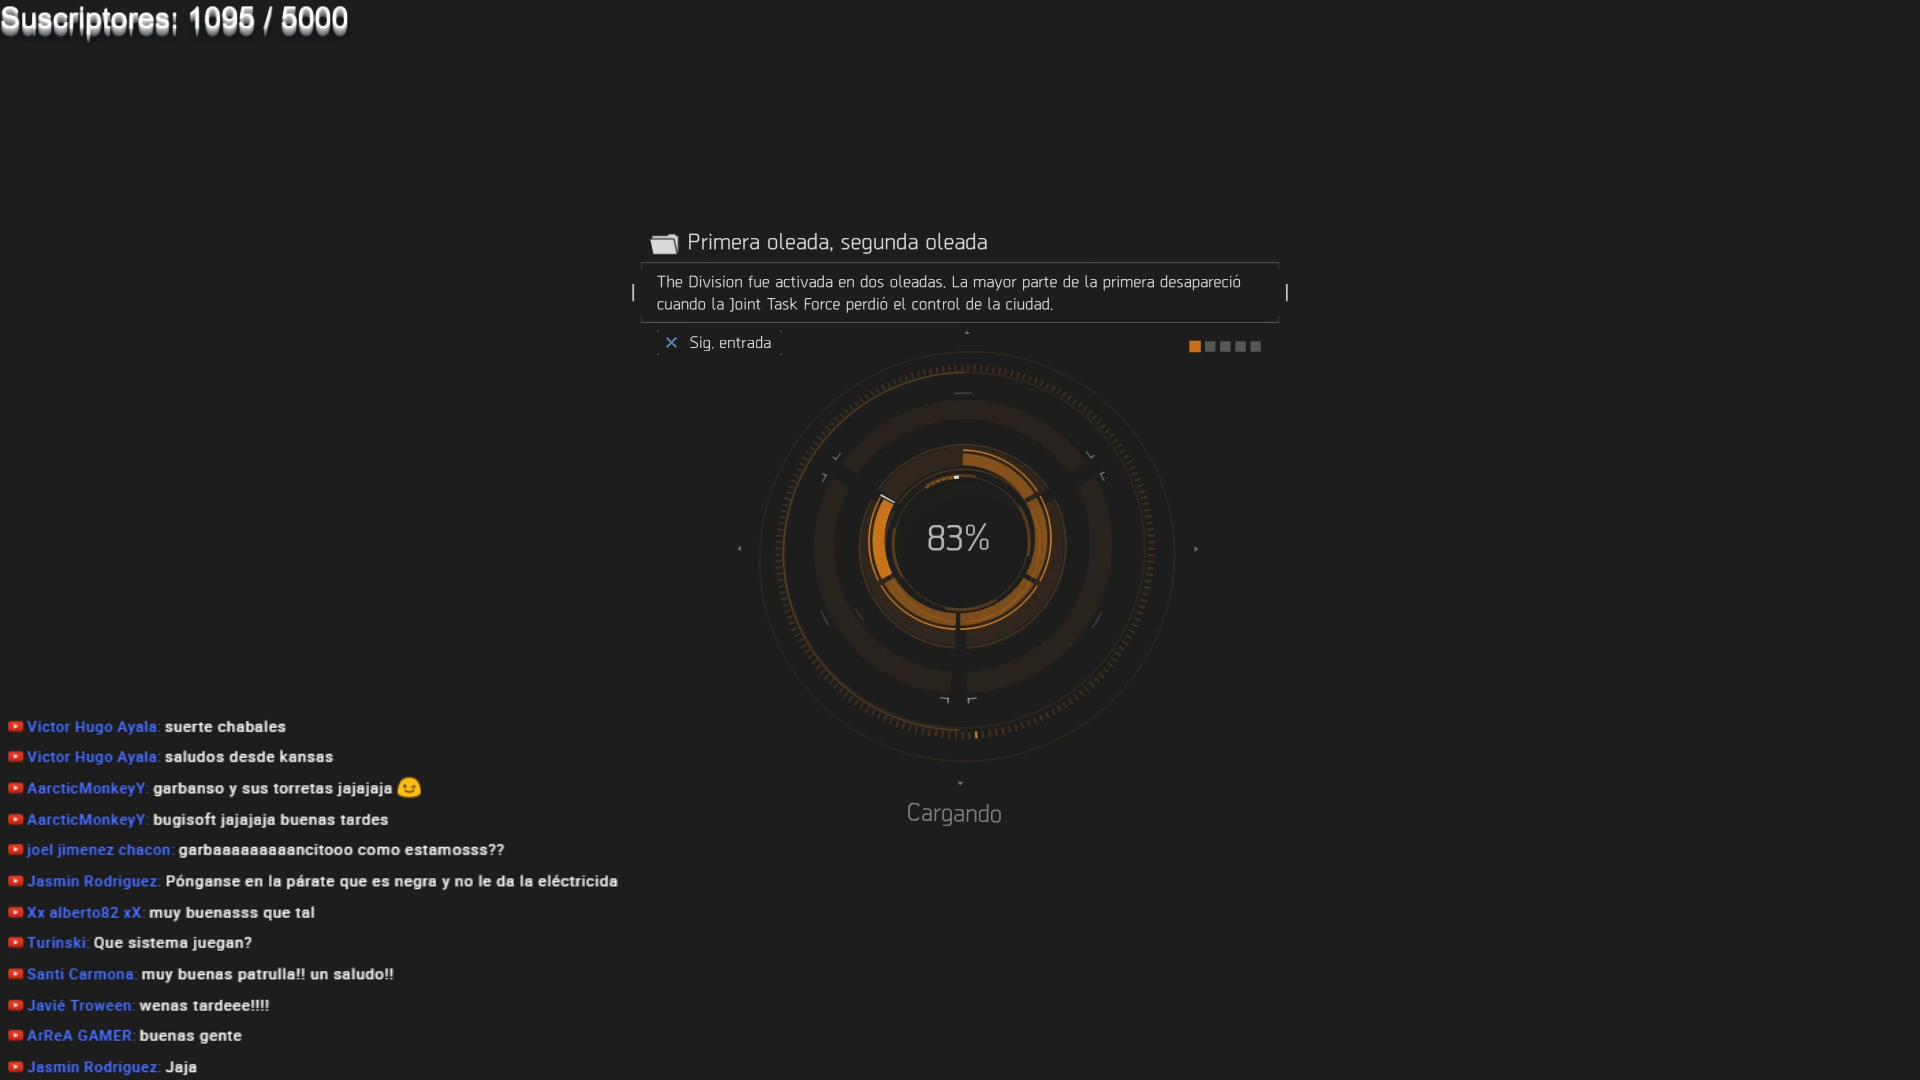 Suscriptores: 1095 / 5000
Primera oleada, segunda oleada
The Division fue activada en dos oleadas. La mayor parte de la primera desapareció
cuando la Joint Task Force perdió el control de la ciudad.
Sig. entrada
83%
Cargando
Victor Hugo Ayala: suerte chabales
Victor Hugo Ayala: saludos desde kansas
AarcticMonkeyY: garbanso y sus torretas jajajaja
AarcticMonkeyY: bugisoft jajajaja buenas tardes
joel jimenez chacon: garbaaaaaaaaancitooo como estamosss??
Jasmin Rodriguez: Pónganse en la párate que es negra y no le da la eléctricida
Xx alberto82 xX: muy buenasss que tal
Turinski: Que sistema juegan?
Santi Carmona: muy buenas patrulla!! un saludo!!
Javié Troween: wenas tardeee!!!!
ArReA GAMER: buenas gente
Jasmin Rodriguez: Jaja